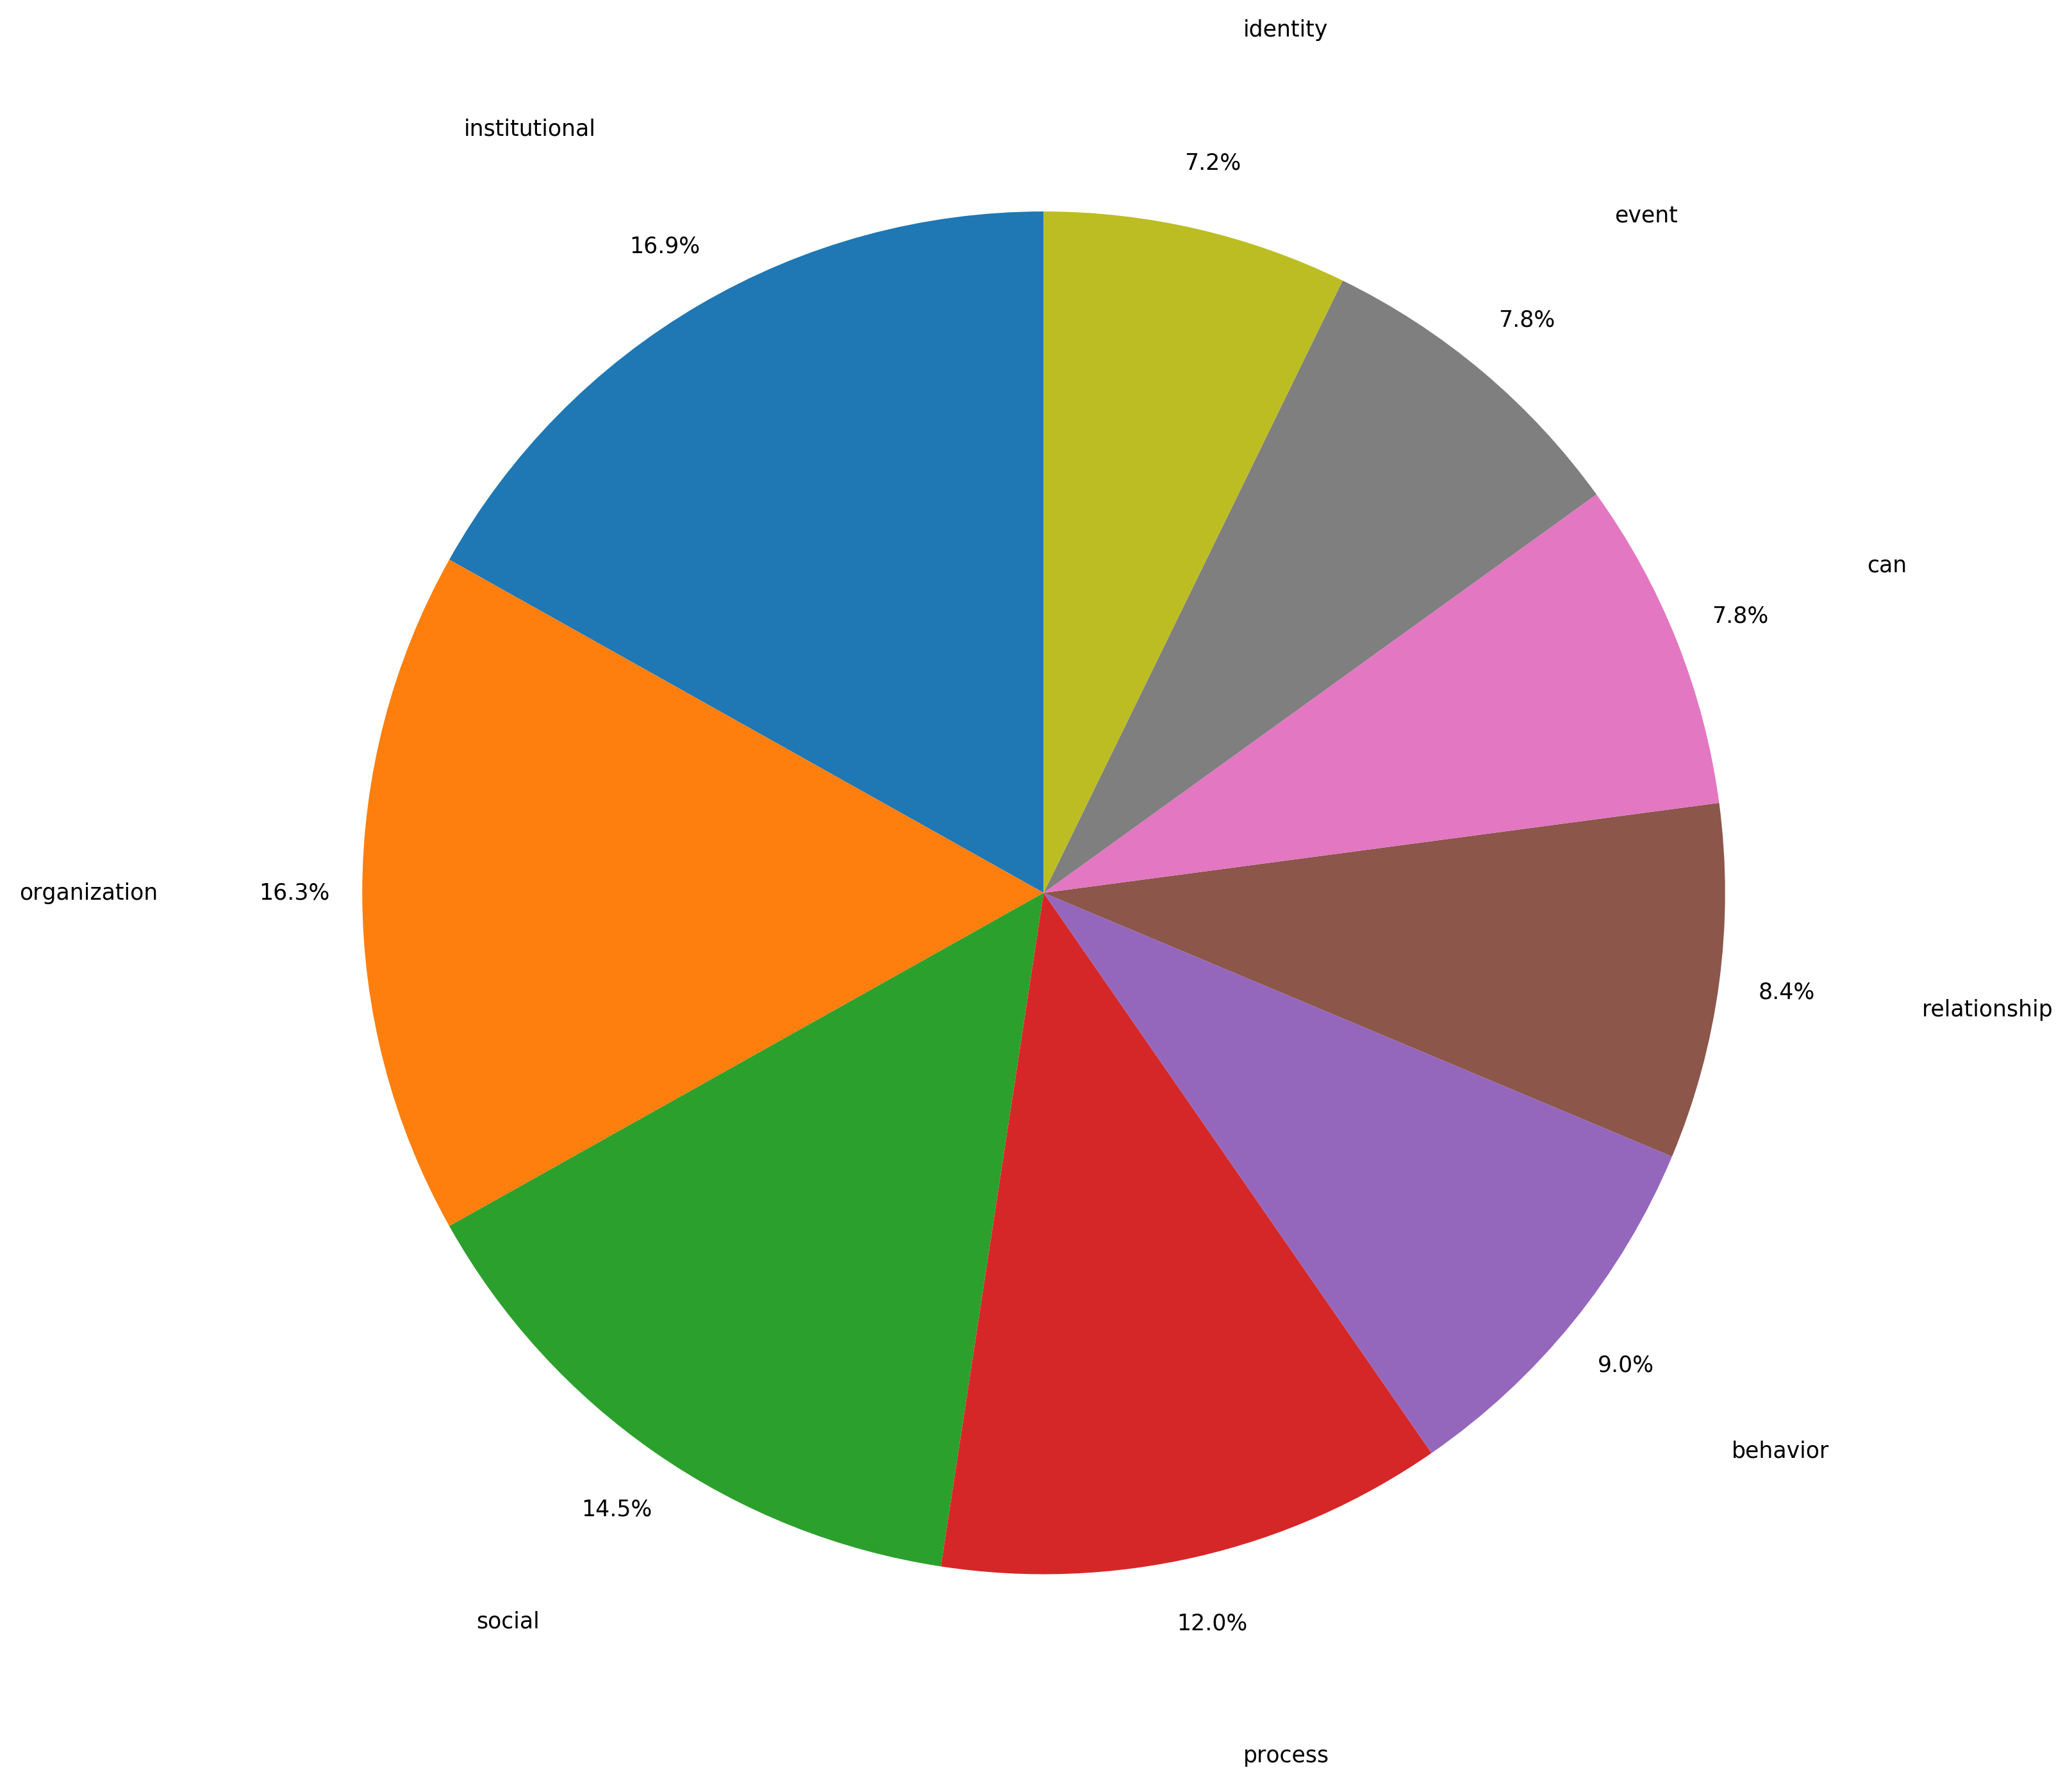 identity
institutional
7.2%
event
16.9%
7.8%
can
7.8%
organization
16.3%
8.4%
relationship
9.0%
behavior
14.5%
social
12.0%
process